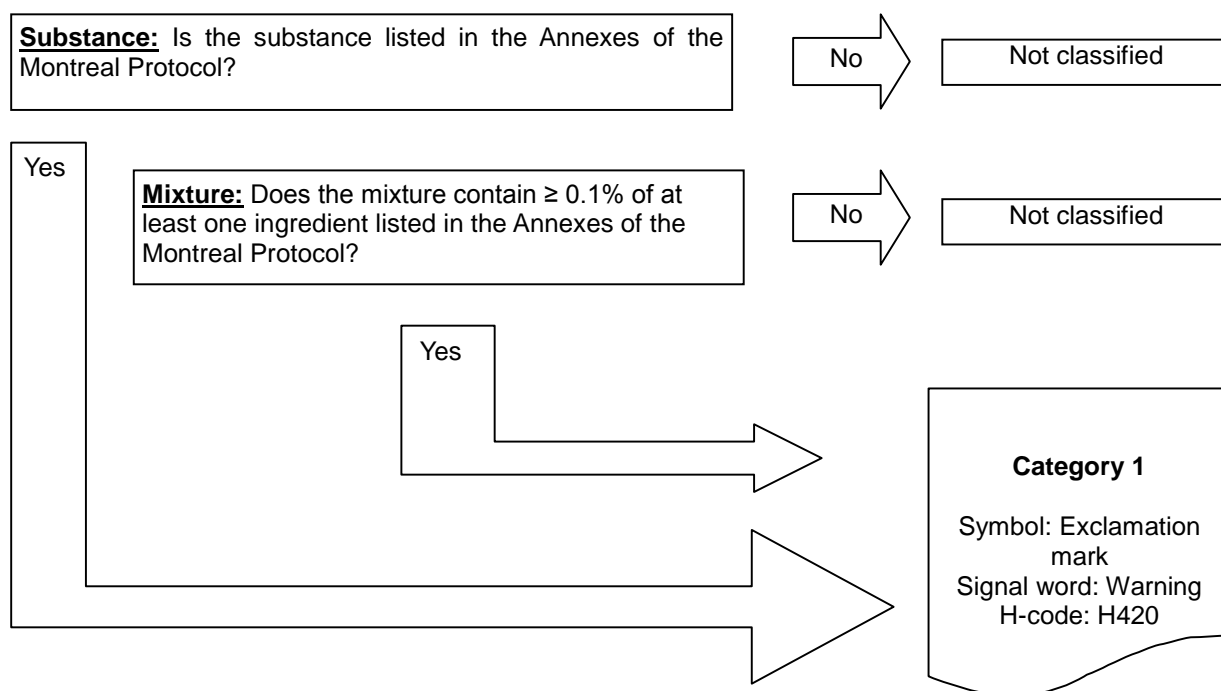 Substance: Is the substance listed in the Annexes of the
Montreal Protocol?
No
Not classified
Yes
Mixture: Does the mixture contain ≥ 0.1% of at
least one ingredient listed in the Annexes of the
Montreal Protocol?
No
Not classified
Yes
Category 1
Symbol: Exclamation
mark
Signal word: Warning
H-code: H420